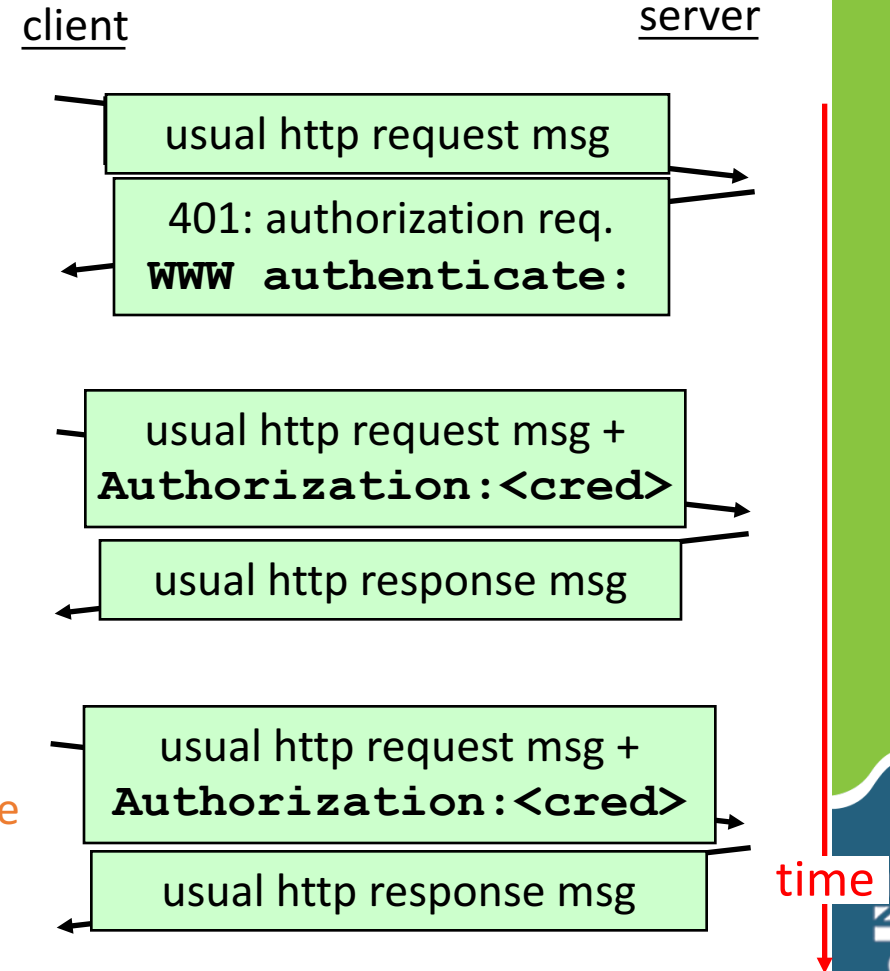 client
server
usual http request msg
401: authorization req.
WWW authenticate:
usual http request msg +
Authorization:<cred>
usual http response msg
usual http request msg +
Authorization:<cred>
e
usual http response msg
time